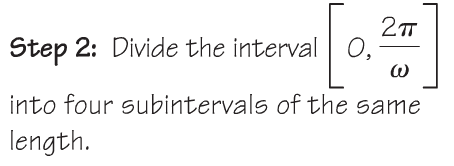 Step 2: Divide the interval [0, 2π/ω]
into four subintervals of the same
length.